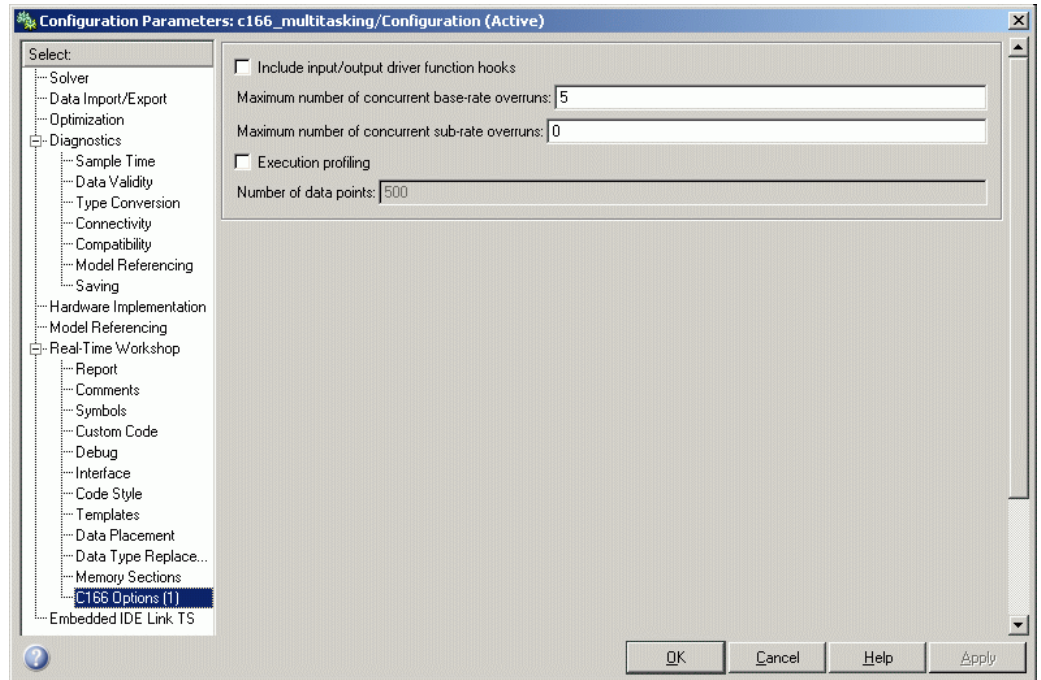 Configuration Parameters: c166_multitasking/Configuration (Active)
Select:
Solver
Data Import/Export
Optimization
Diagnostics
Sample Time
Data Validity
Type Conversion
Connectivity
Compatibility
Model Referencing
Saving
Hardware Implementation
Model Referencing
Real-Time Workshop
Report
Comments
Symbols
Custom Code
Debug
Interface
Code Style
Templates
Data Placement
Data Type Replace...
Memory Sections
C166 Options (1)
Embedded IDE Link TS
Include input/output driver function hooks
Maximum number of concurrent base-rate overruns: 5
Maximum number of concurrent sub-rate overruns: 0
Execution profiling
Number of data points: 500
OK
Cancel
Help
Apply